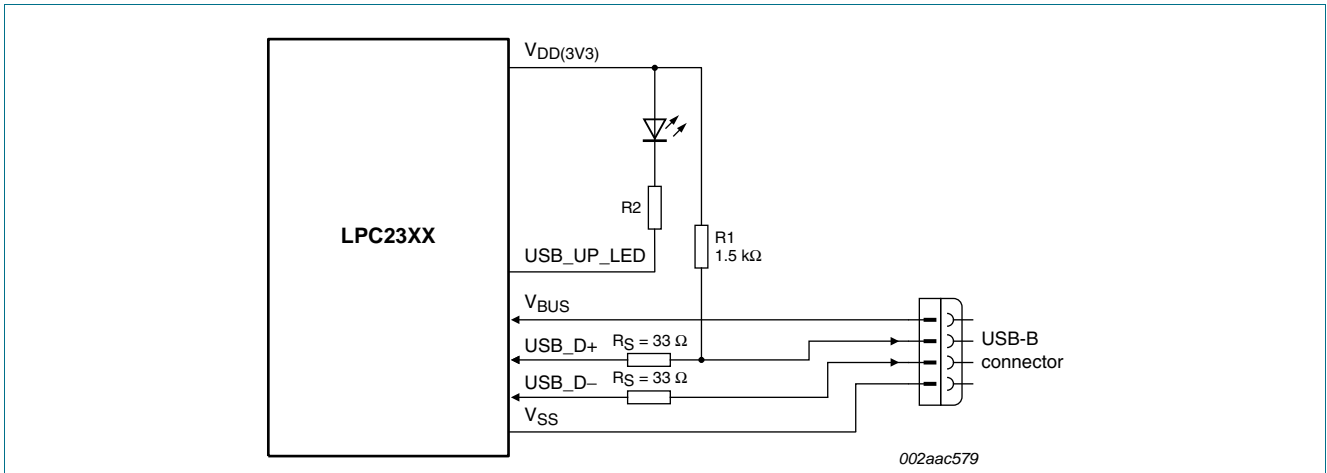 VDD(3V3)
LPC23XX
R2
R1
1.5 kΩ
USB_UP_LED
VBUS
USB_D+
RS = 33 Ω
USB_D−
RS = 33 Ω
VSS
USB-B
connector
002aac579